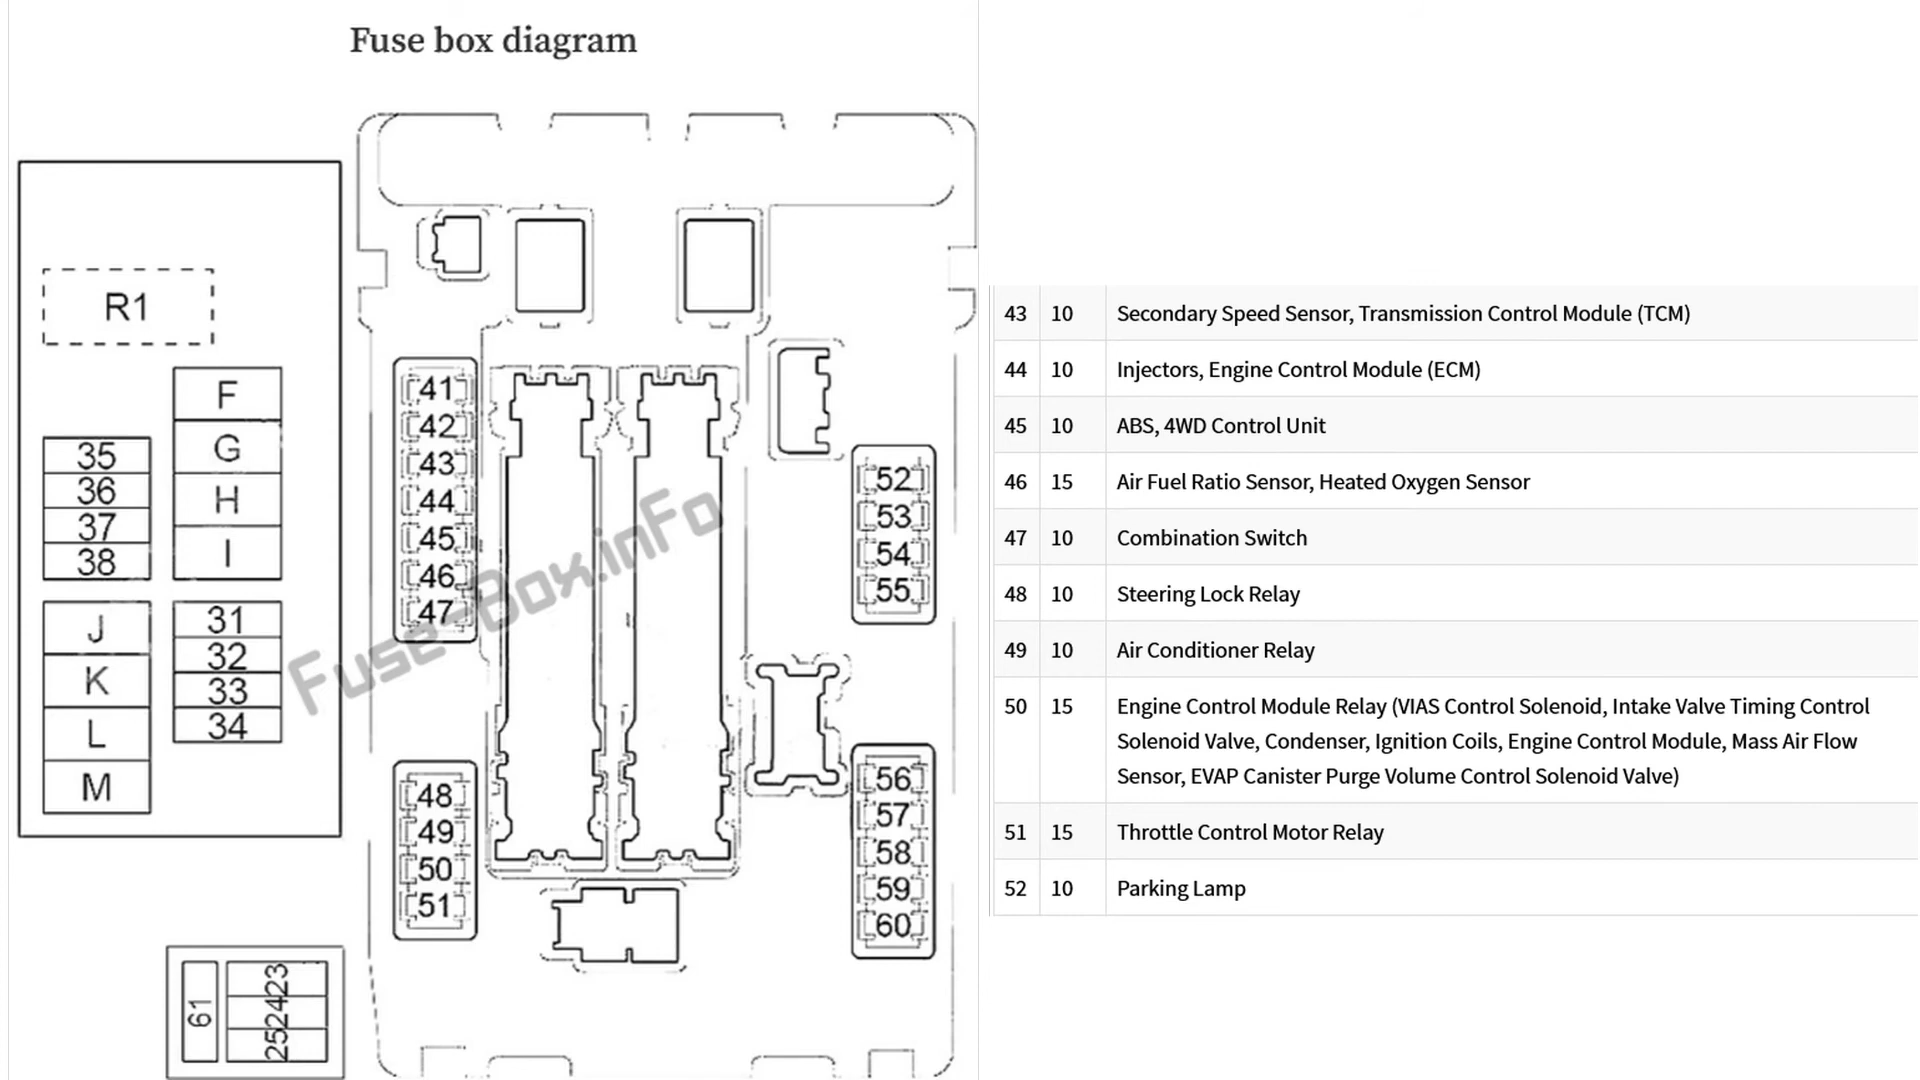 Fuse box diagram
R1
F
G
H
I
35
36
37
38
J
K
L
M
31
32
33
34
61
23
24
25
41
42
43
44
45
46
47
48
49
50
51
52
53
54
55
56
57
58
59
60
Fuse-Box.inFo
43 10 Secondary Speed Sensor, Transmission Control Module (TCM)
44 10 Injectors, Engine Control Module (ECM)
45 10 ABS, 4WD Control Unit
46 15 Air Fuel Ratio Sensor, Heated Oxygen Sensor
47 10 Combination Switch
48 10 Steering Lock Relay
49 10 Air Conditioner Relay
50 15 Engine Control Module Relay (VIAS Control Solenoid, Intake Valve Timing Control
Solenoid Valve, Condenser, Ignition Coils, Engine Control Module, Mass Air Flow
Sensor, EVAP Canister Purge Volume Control Solenoid Valve)
51 15 Throttle Control Motor Relay
52 10 Parking Lamp